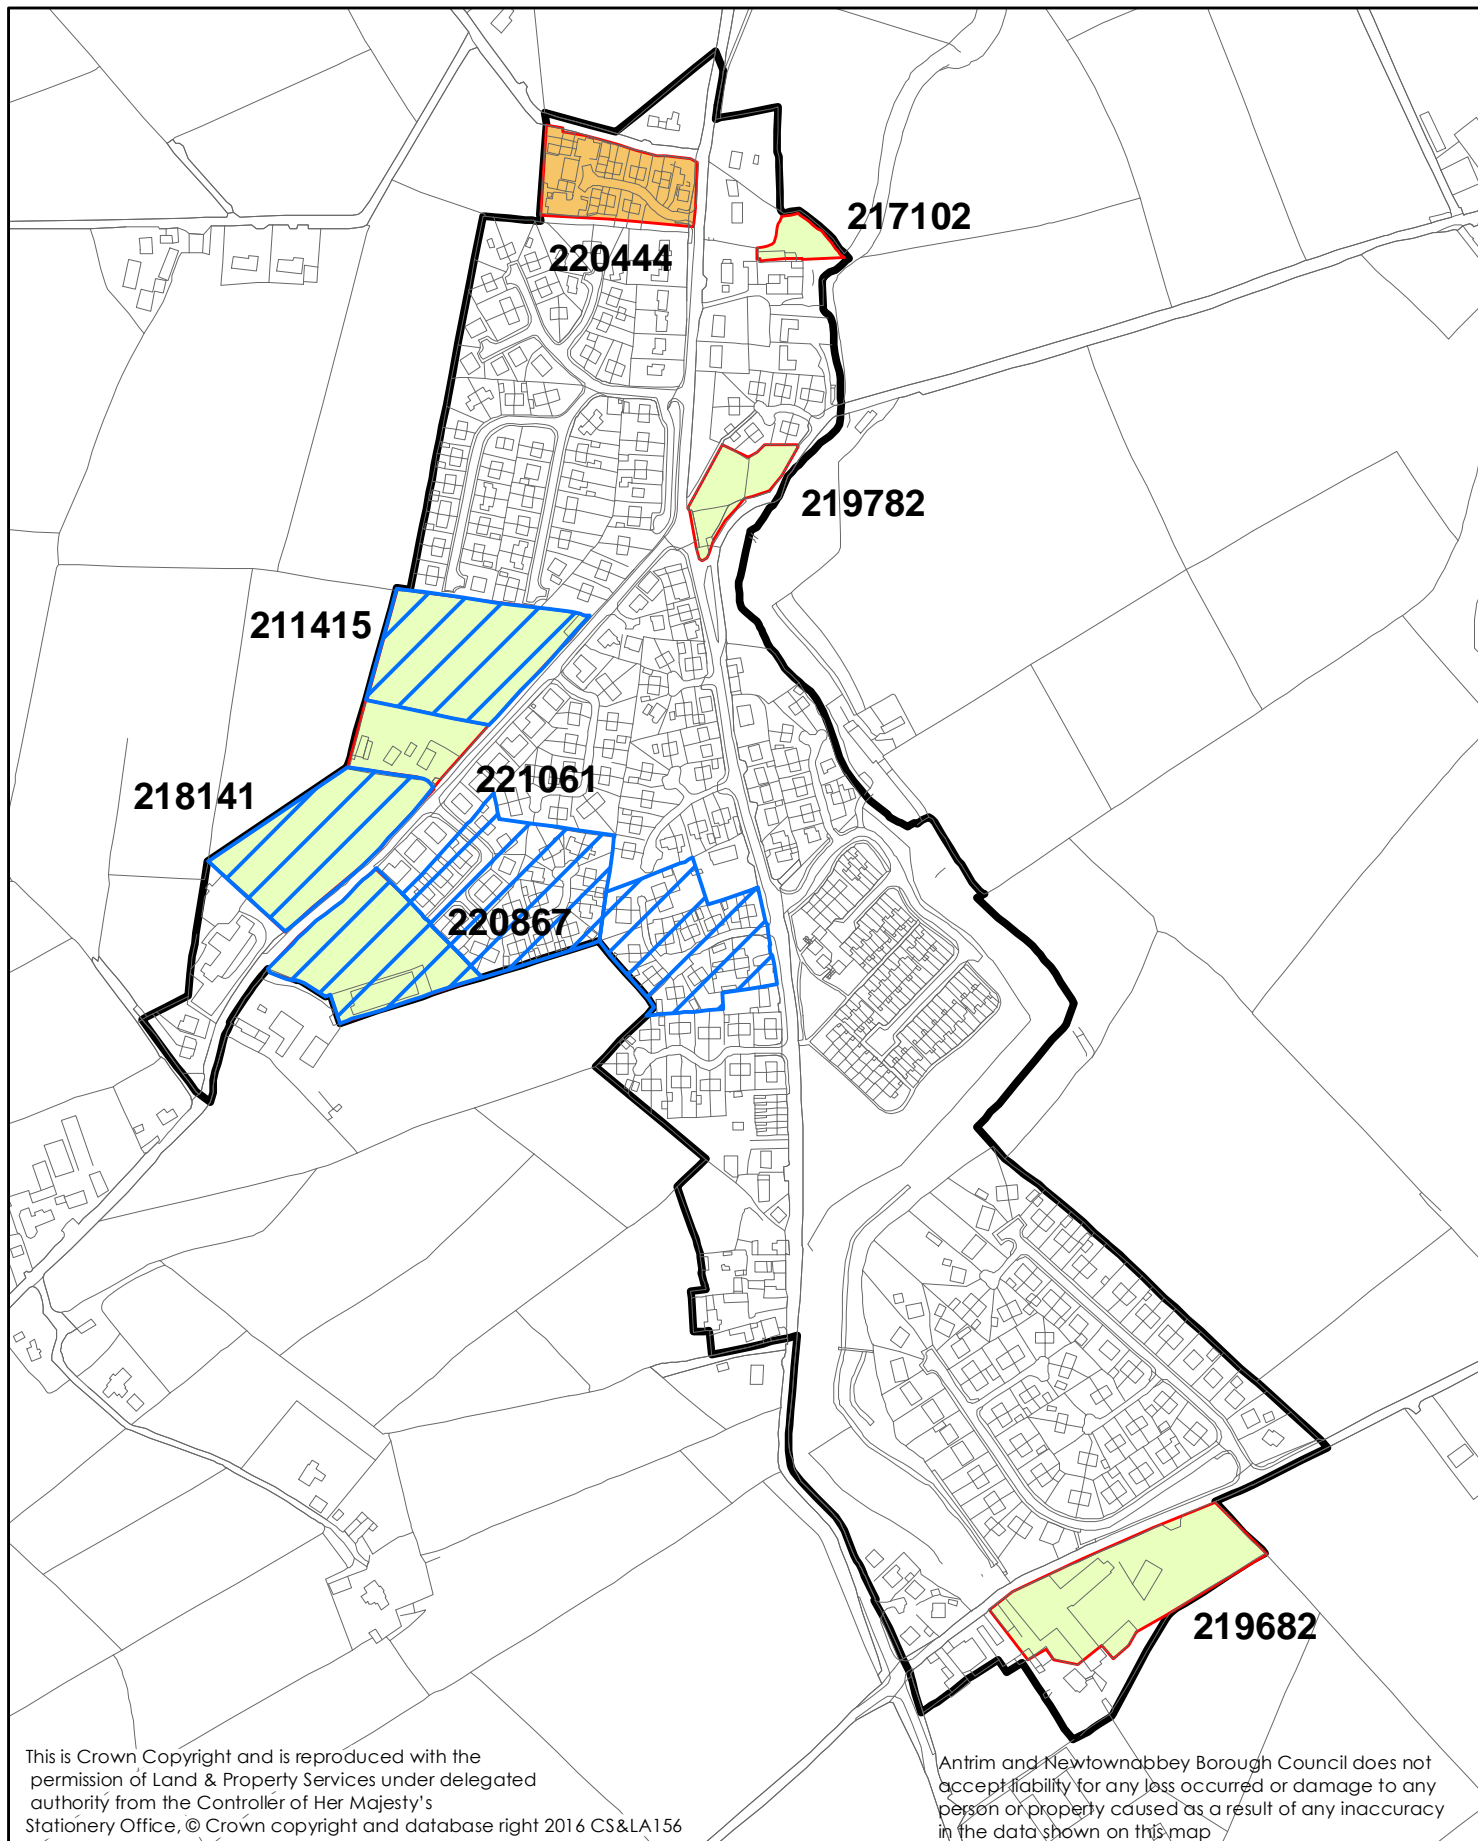 217102
220444
219782
211415
221061
218141
220867
219682
This is Crown Copyright and is reproduced with the
permission of Land & Property Services under delegated
authority from the Controller of Her Majesty's
Stationery Office, © Crown copyright and database right 2016 CS&LA156
Antrim and Newtownabbey Borough Council does not
accept liability for any loss occurred or damage to any
person or property caused as a result of any inaccuracy
in the data shown on this map